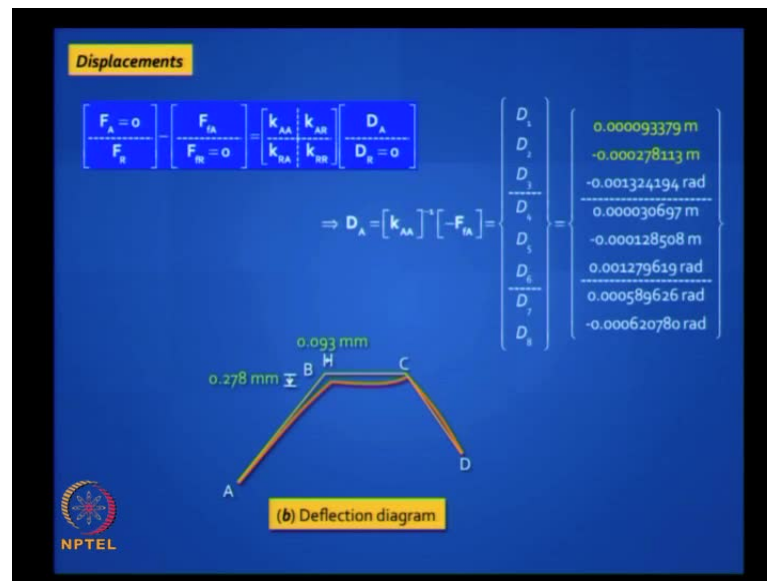 Displacements
[F_A = 0 / F_R] − [F_fA / F_fR = 0] = [k_AA k_AR / k_RA k_RR] [D_A / D_R = 0]
⇒ D_A = [k_AA]^-1 [−F_fA] = {D_1 D_2 D_3 D_4 D_5 D_6 D_7 D_8} =
0.000093379 m
-0.000278113 m
-0.001324194 rad
0.000030697 m
-0.000128508 m
0.001279619 rad
0.000589626 rad
-0.000620780 rad
0.093 mm
0.278 mm
B
C
A
D
(b) Deflection diagram
NPTEL